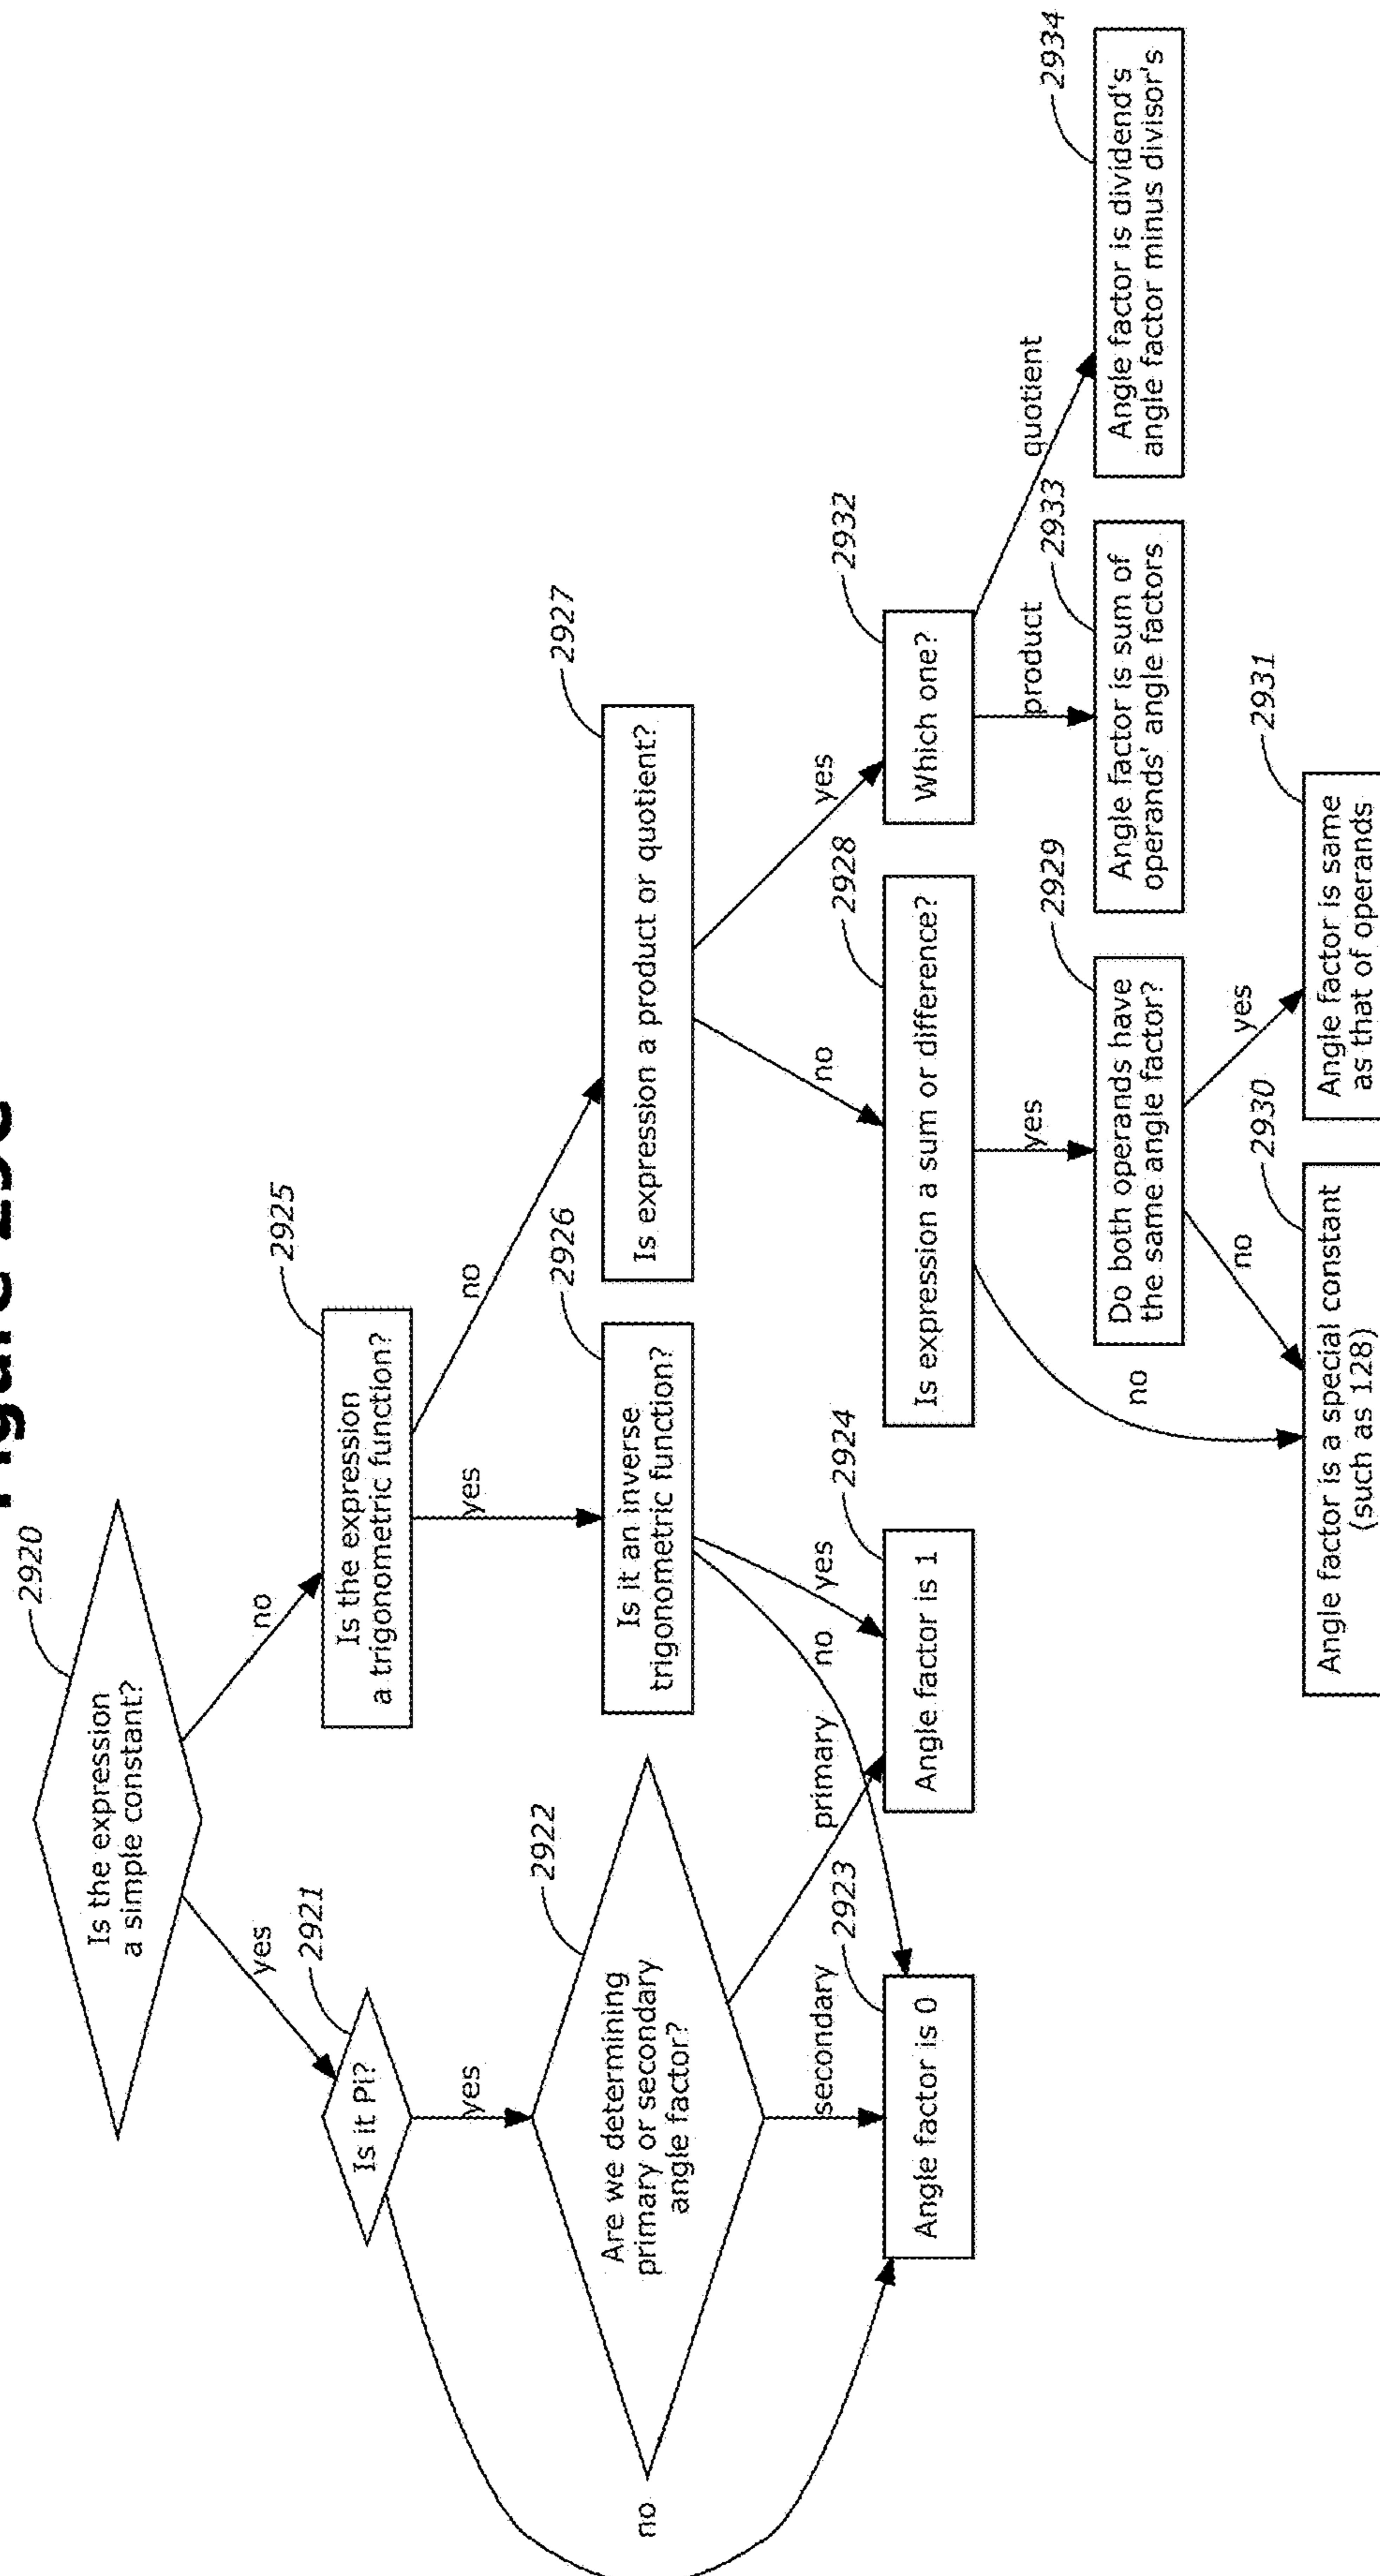 2920
Is the expression
a simple constant?
yes
no
2921
Is it Pi?
2925
Is the expression
a trigonometric function?
yes
yes
no
2922
Are we determining
primary or secondary
angle factor?
no
2926
Is it an inverse
trigonometric function?
2927
Is expression a product or quotient?
secondary
primary
no
yes
no
yes
2923
Angle factor is 0
2924
Angle factor is 1
2928
Is expression a sum or difference?
2932
Which one?
no
yes
product
quotient
2929
Do both operands have
the same angle factor?
2933
Angle factor is sum of
operands' angle factors
2934
Angle factor is dividend's
angle factor minus divisor's
no
yes
2930
Angle factor is a special constant
(such as 128)
2931
Angle factor is same
as that of operands